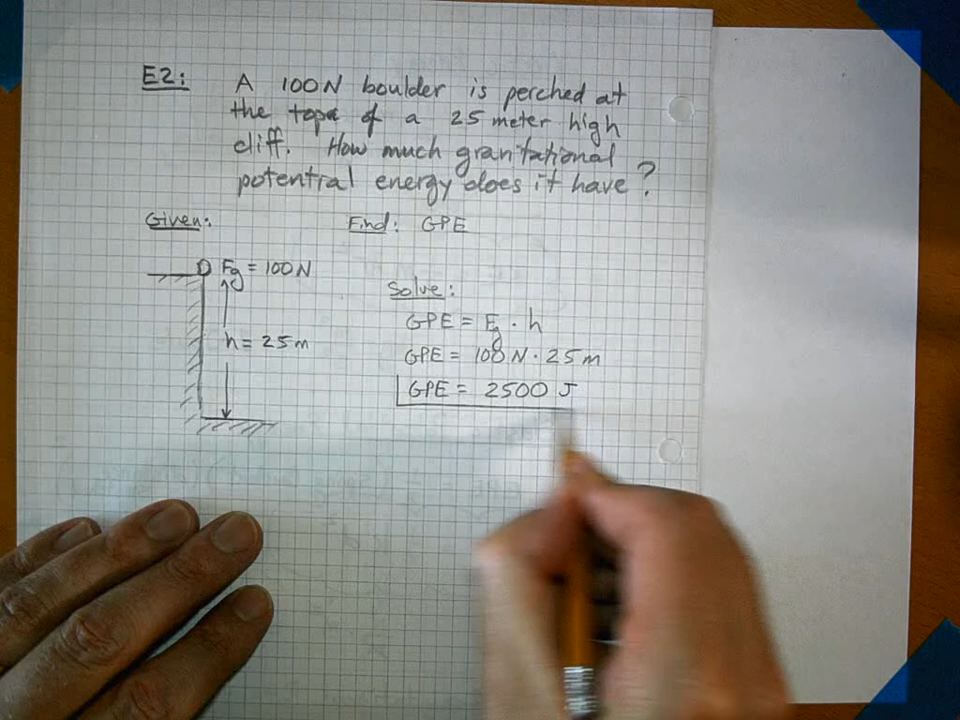 E2: A 100N boulder is perched at
the top of a 25 meter high
cliff. How much gravitational
potential energy does it have?
Given: Find: GPE
Fg = 100N
Solve:
GPE = Fg · h
h = 25m
GPE = 100 N · 25 m
GPE = 2500 J